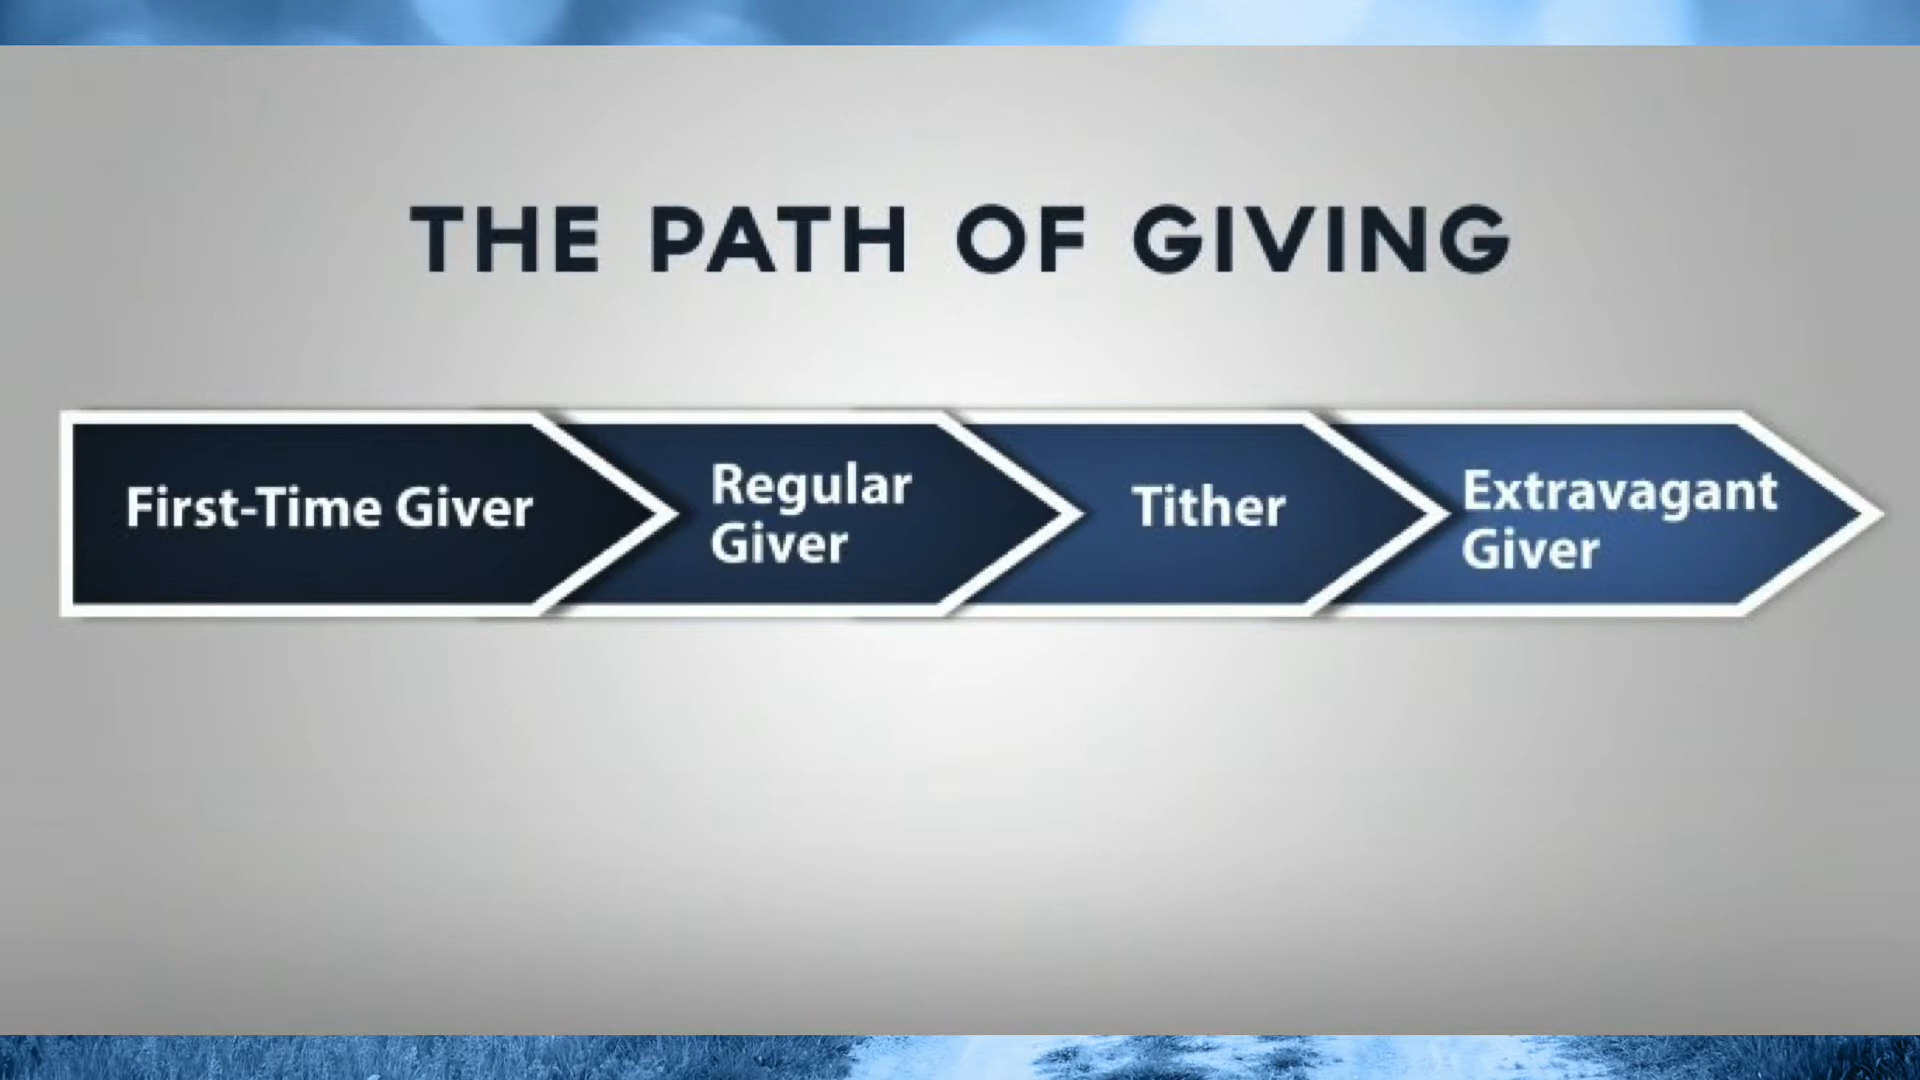 THE PATH OF GIVING
First-Time Giver
Regular
Giver
Tither
Extravagant
Giver